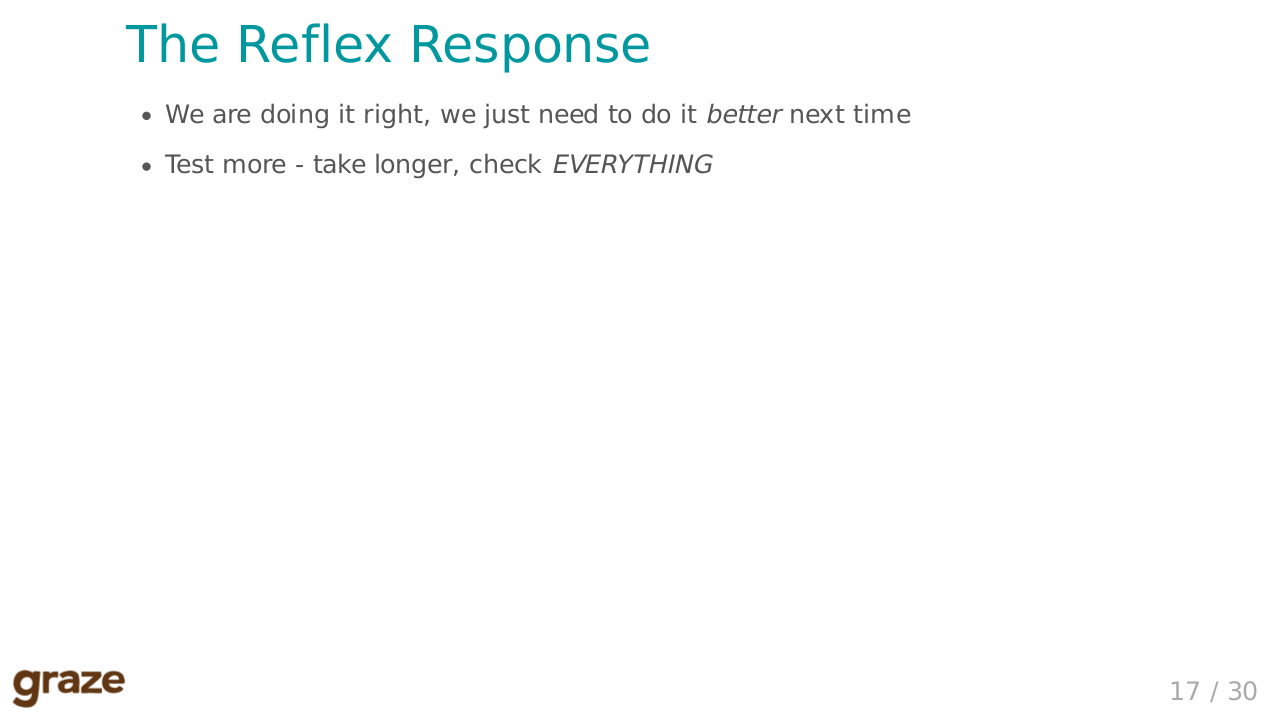 The Reflex Response
• We are doing it right, we just need to do it better next time
• Test more - take longer, check EVERYTHING
graze
17 / 30